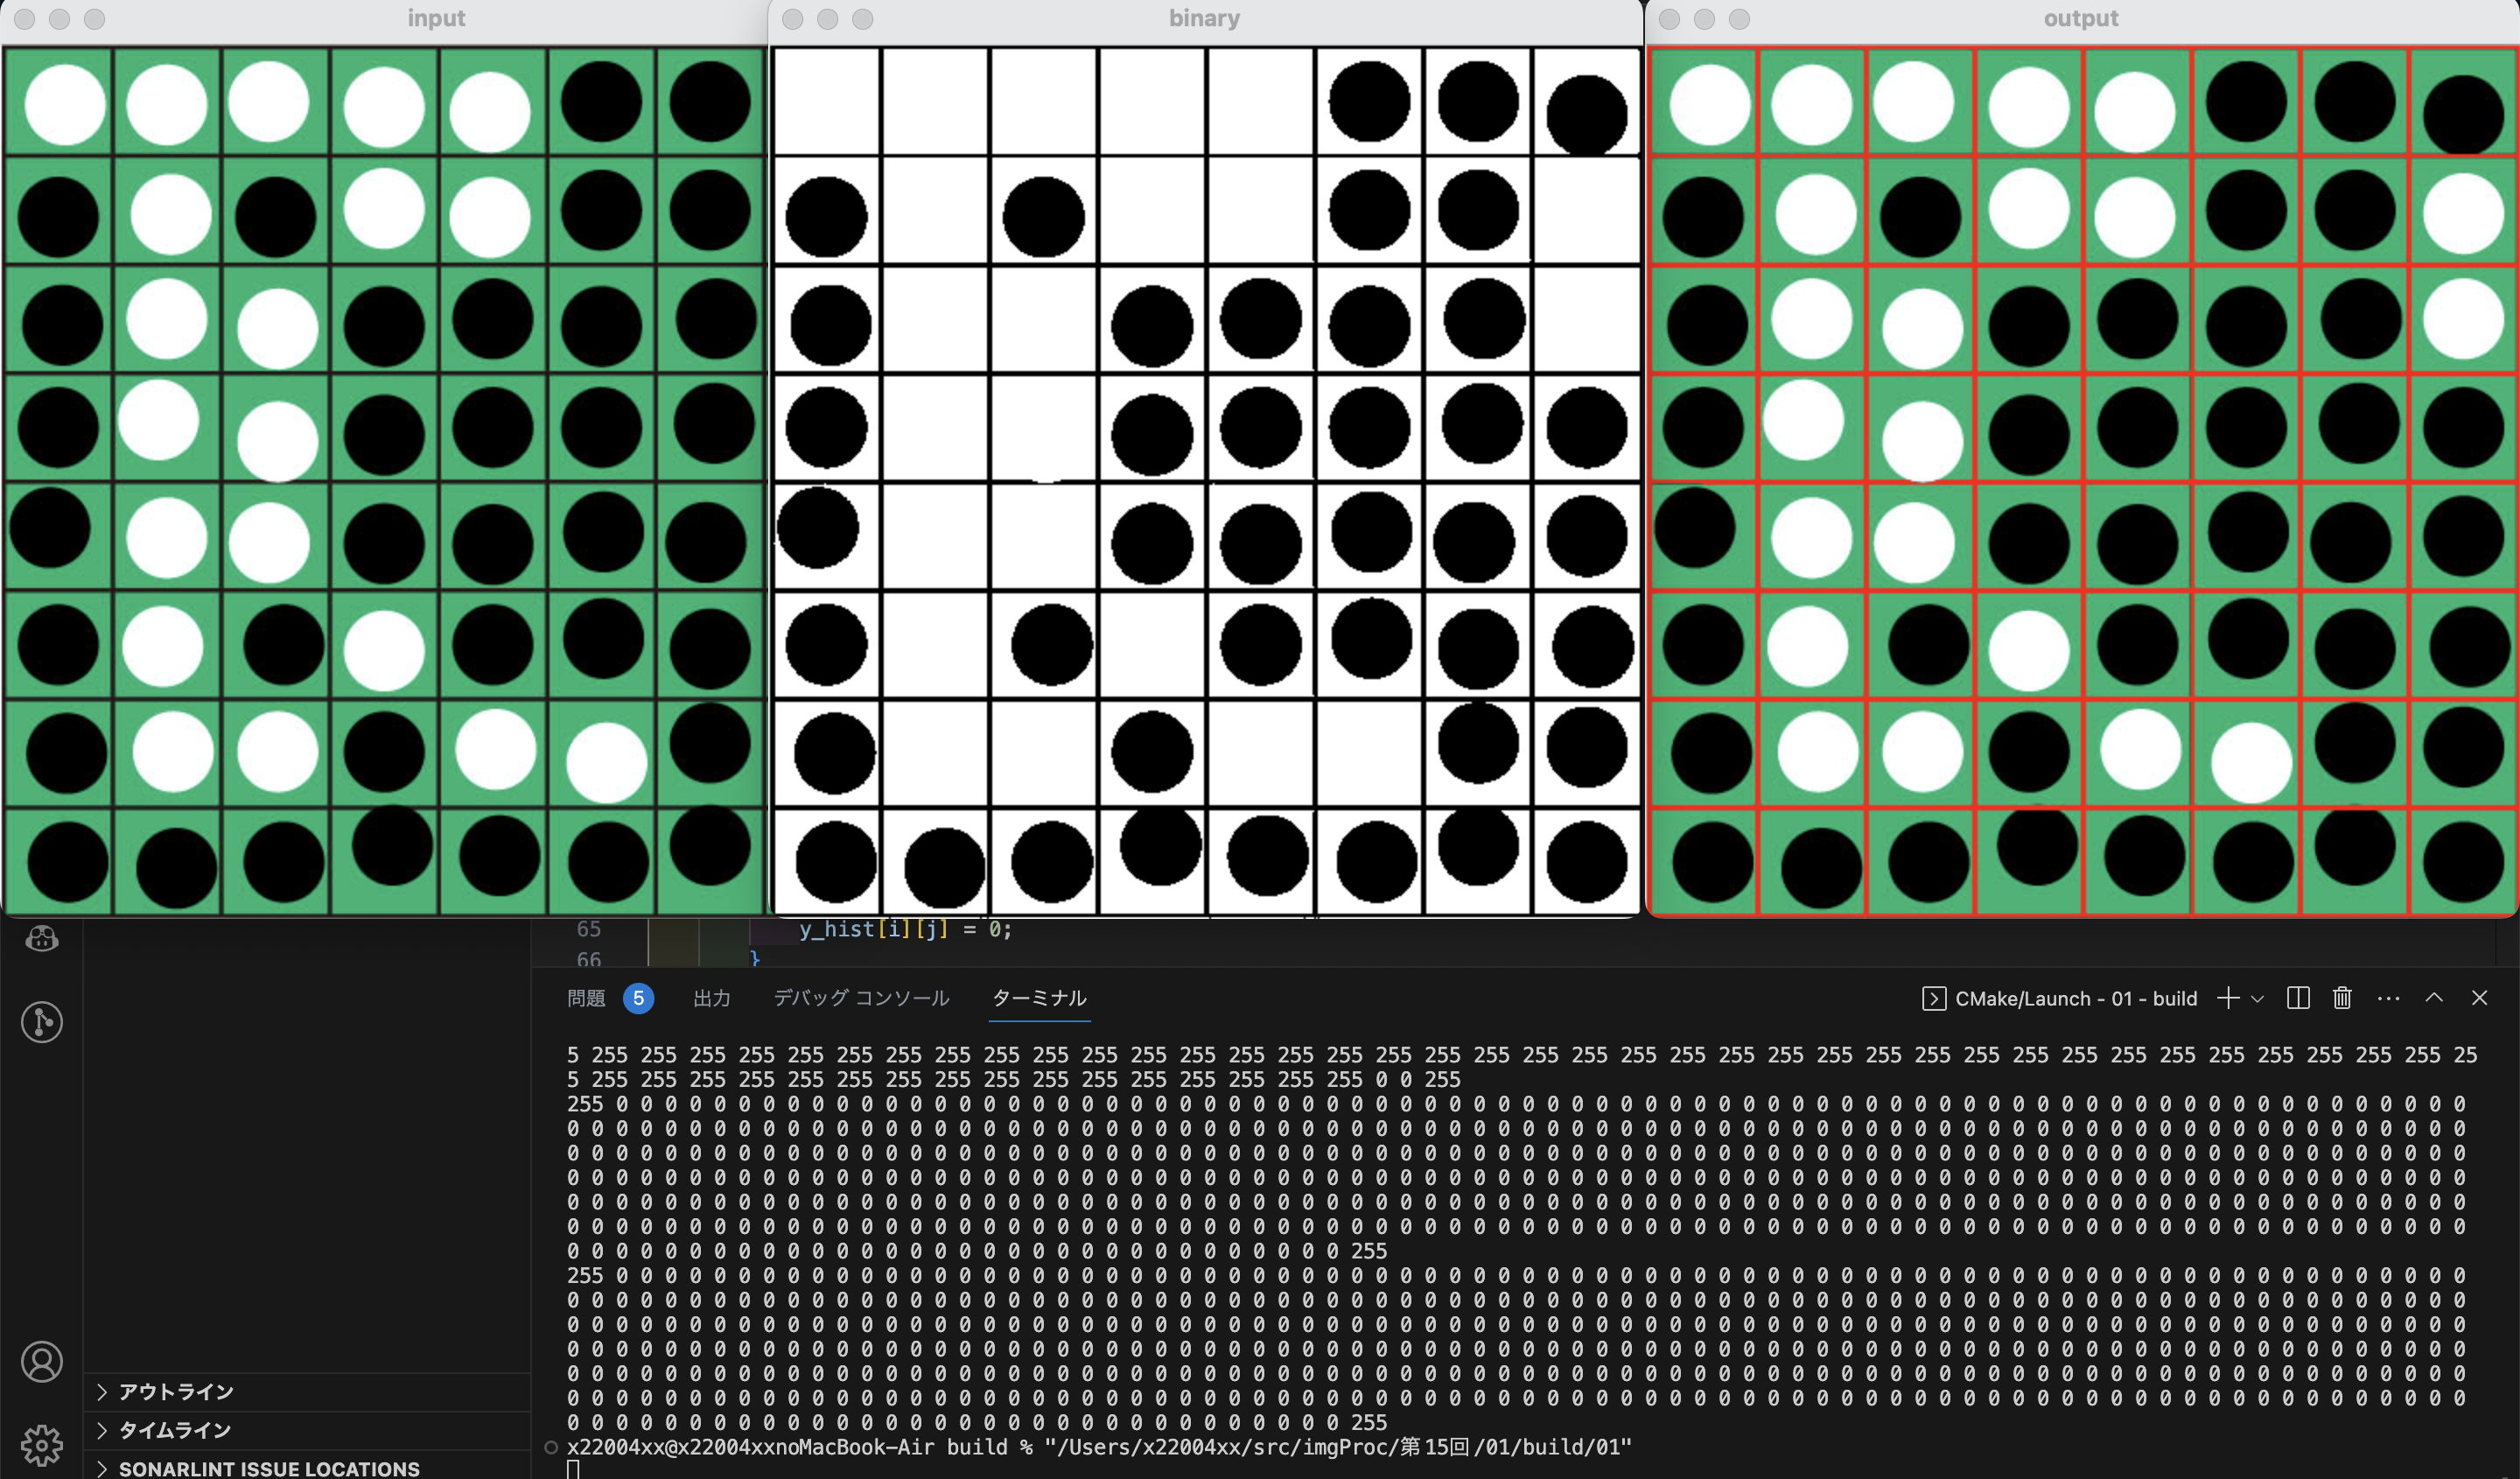 input
binary
output
65 y_hist[i][j] = 0;
66 }
問題 5 出力 デバッグ コンソール ターミナル
CMake/Launch - 01 - build
5 255 255 255 255 255 255 255 255 255 255 255 255 255 255 255 255 255 255 255 255 255 255 255 255 255 255 255 255 255 255 255 255 255 255 255 255 255 255 25
5 255 255 255 255 255 255 255 255 255 255 255 255 255 255 255 255 0 0 255
255 0 0 0 0 0 0 0 0 0 0 0 0 0 0 0 0 0 0 0 0 0 0 0 0 0 0 0 0 0 0 0 0 0 0 0 0 0 0 0 0 0 0 0 0 0 0 0 0 0 0 0 0 0 0 0 0 0 0 0 0 0 0 0 0 0 0 0 0 0 0 0 0 0 0 0 0
0 0 0 0 0 0 0 0 0 0 0 0 0 0 0 0 0 0 0 0 0 0 0 0 0 0 0 0 0 0 0 0 0 0 0 0 0 0 0 0 0 0 0 0 0 0 0 0 0 0 0 0 0 0 0 0 0 0 0 0 0 0 0 0 0 0 0 0 0 0 0 0 0 0 0 0 0 0
0 0 0 0 0 0 0 0 0 0 0 0 0 0 0 0 0 0 0 0 0 0 0 0 0 0 0 0 0 0 0 0 0 0 0 0 0 0 0 0 0 0 0 0 0 0 0 0 0 0 0 0 0 0 0 0 0 0 0 0 0 0 0 0 0 0 0 0 0 0 0 0 0 0 0 0 0 0
0 0 0 0 0 0 0 0 0 0 0 0 0 0 0 0 0 0 0 0 0 0 0 0 0 0 0 0 0 0 0 0 0 0 0 0 0 0 0 0 0 0 0 0 0 0 0 0 0 0 0 0 0 0 0 0 0 0 0 0 0 0 0 0 0 0 0 0 0 0 0 0 0 0 0 0 0 0
0 0 0 0 0 0 0 0 0 0 0 0 0 0 0 0 0 0 0 0 0 0 0 0 0 0 0 0 0 0 0 0 0 0 0 0 0 0 0 0 0 0 0 0 0 0 0 0 0 0 0 0 0 0 0 0 0 0 0 0 0 0 0 0 0 0 0 0 0 0 0 0 0 0 0 0 0 0
0 0 0 0 0 0 0 0 0 0 0 0 0 0 0 0 0 0 0 0 0 0 0 0 0 0 0 0 0 0 0 0 0 0 0 0 0 0 0 0 0 0 0 0 0 0 0 0 0 0 0 0 0 0 0 0 0 0 0 0 0 0 0 0 0 0 0 0 0 0 0 0 0 0 0 0 0 0
0 0 0 0 0 0 0 0 0 0 0 0 0 0 0 0 0 0 0 0 0 0 0 0 0 0 0 0 0 0 0 0 255
255 0 0 0 0 0 0 0 0 0 0 0 0 0 0 0 0 0 0 0 0 0 0 0 0 0 0 0 0 0 0 0 0 0 0 0 0 0 0 0 0 0 0 0 0 0 0 0 0 0 0 0 0 0 0 0 0 0 0 0 0 0 0 0 0 0 0 0 0 0 0 0 0 0 0 0 0
0 0 0 0 0 0 0 0 0 0 0 0 0 0 0 0 0 0 0 0 0 0 0 0 0 0 0 0 0 0 0 0 0 0 0 0 0 0 0 0 0 0 0 0 0 0 0 0 0 0 0 0 0 0 0 0 0 0 0 0 0 0 0 0 0 0 0 0 0 0 0 0 0 0 0 0 0 0
0 0 0 0 0 0 0 0 0 0 0 0 0 0 0 0 0 0 0 0 0 0 0 0 0 0 0 0 0 0 0 0 0 0 0 0 0 0 0 0 0 0 0 0 0 0 0 0 0 0 0 0 0 0 0 0 0 0 0 0 0 0 0 0 0 0 0 0 0 0 0 0 0 0 0 0 0 0
0 0 0 0 0 0 0 0 0 0 0 0 0 0 0 0 0 0 0 0 0 0 0 0 0 0 0 0 0 0 0 0 0 0 0 0 0 0 0 0 0 0 0 0 0 0 0 0 0 0 0 0 0 0 0 0 0 0 0 0 0 0 0 0 0 0 0 0 0 0 0 0 0 0 0 0 0 0
0 0 0 0 0 0 0 0 0 0 0 0 0 0 0 0 0 0 0 0 0 0 0 0 0 0 0 0 0 0 0 0 0 0 0 0 0 0 0 0 0 0 0 0 0 0 0 0 0 0 0 0 0 0 0 0 0 0 0 0 0 0 0 0 0 0 0 0 0 0 0 0 0 0 0 0 0 0
0 0 0 0 0 0 0 0 0 0 0 0 0 0 0 0 0 0 0 0 0 0 0 0 0 0 0 0 0 0 0 0 0 0 0 0 0 0 0 0 0 0 0 0 0 0 0 0 0 0 0 0 0 0 0 0 0 0 0 0 0 0 0 0 0 0 0 0 0 0 0 0 0 0 0 0 0 0
0 0 0 0 0 0 0 0 0 0 0 0 0 0 0 0 0 0 0 0 0 0 0 0 0 0 0 0 0 0 0 0 255
x22004xx@x22004xxnoMacBook-Air build % "/Users/x22004xx/src/imgProc/第15回/01/build/01"
アウトライン
タイムライン
SONARLINT ISSUE LOCATIONS